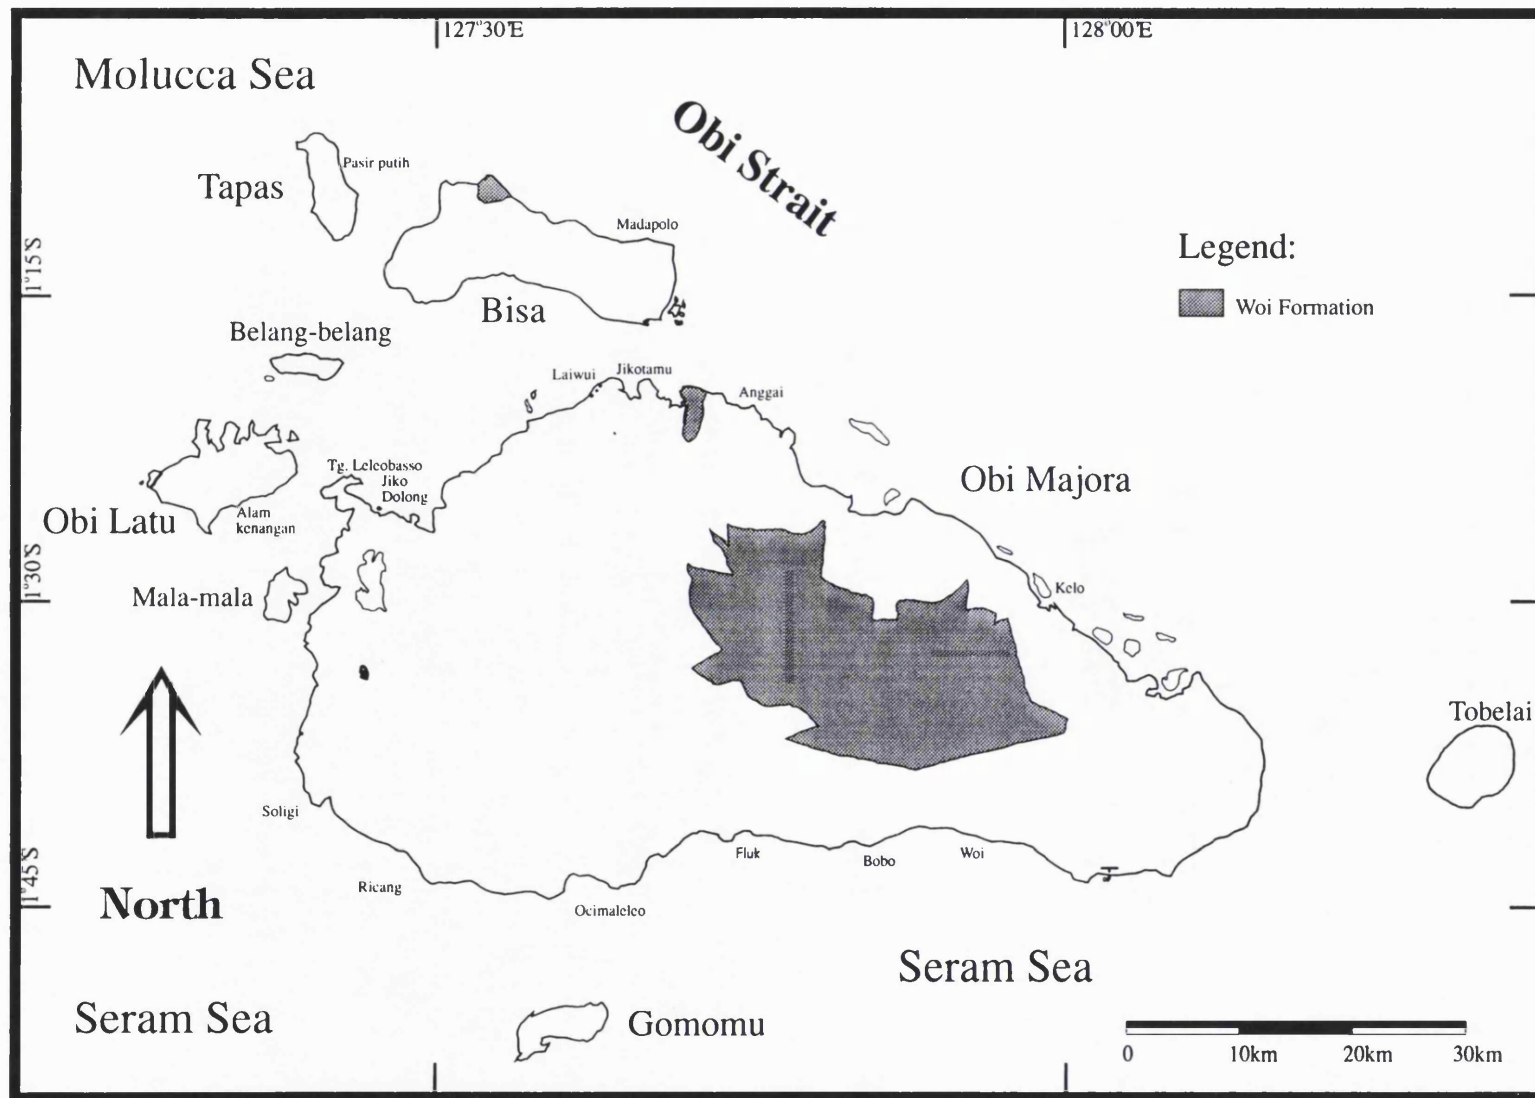 127°30'E
128°00'E
Molucca Sea
Obi Strait
Pasir putih
Tapas
Madapolo
1°15'S
Legend:
Woi Formation
Bisa
Belang-belang
Laiwui
Jikotamu
Anggai
Tg. Leleobasso
Jiko
Dolong
Obi Majora
Obi Latu
Alam
kenangan
1°30'S
Mala-mala
Kelo
Tobelai
Soligi
Fluk
Bobo
Woi
1°45'S
Ricang
North
Ocimaleleo
Seram Sea
Seram Sea
Gomomu
0
10km
20km
30km